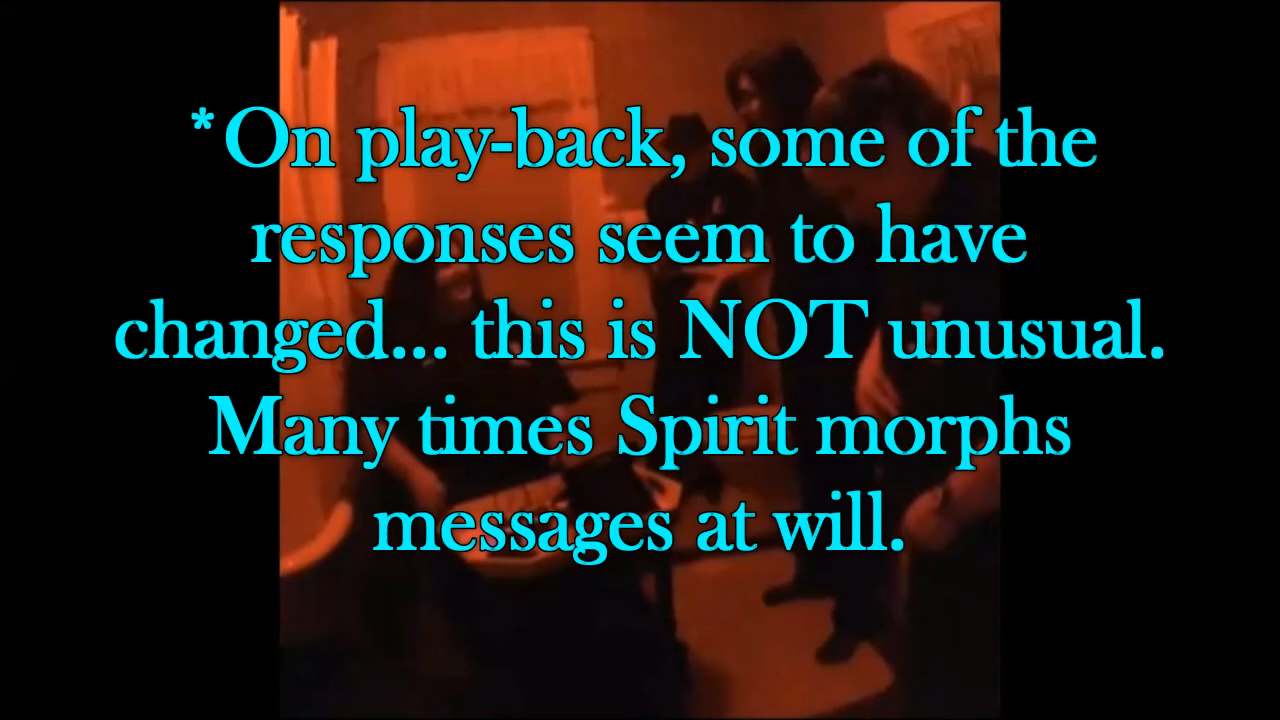 *On play-back, some of the
responses seem to have
changed... this is NOT unusual.
Many times Spirit morphs
messages at will.